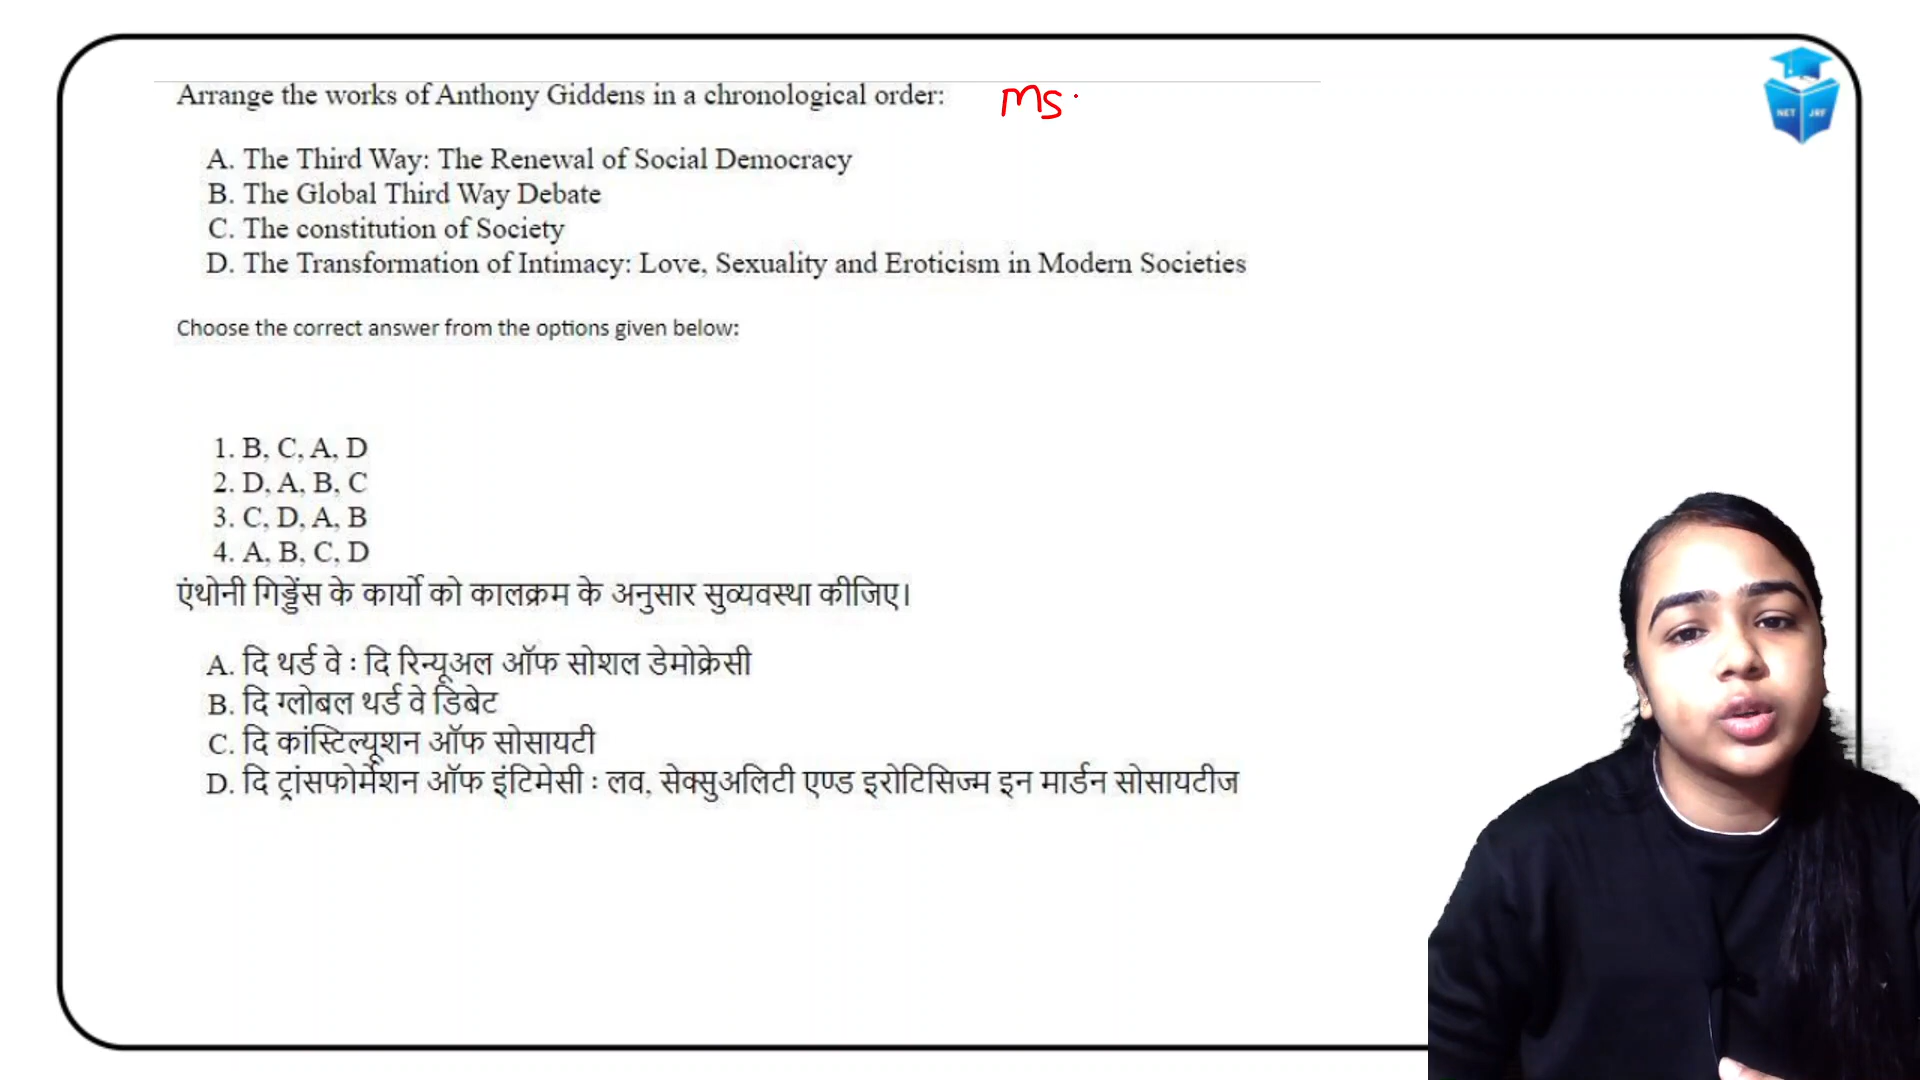 Arrange the works of Anthony Giddens in a chronological order: ms.
NET JRF
A. The Third Way: The Renewal of Social Democracy
B. The Global Third Way Debate
C. The constitution of Society
D. The Transformation of Intimacy: Love, Sexuality and Eroticism in Modern Societies
Choose the correct answer from the options given below:
1. B, C, A, D
2. D, A, B, C
3. C, D, A, B
4. A, B, C, D
एंथोनी गिड्डेंस के कार्यो को कालक्रम के अनुसार सुव्यवस्था कीजिए।
A. दि थर्ड वे : दि रिन्यूअल ऑफ सोशल डेमोक्रेसी
B. दि ग्लोबल थर्ड वे डिबेट
C. दि कांस्टिल्यूशन ऑफ सोसायटी
D. दि ट्रांसफोर्मेशन ऑफ इंटिमेसी : लव, सेक्सुअलिटी एण्ड इरोटिसिज्म इन मार्डन सोसायटीज